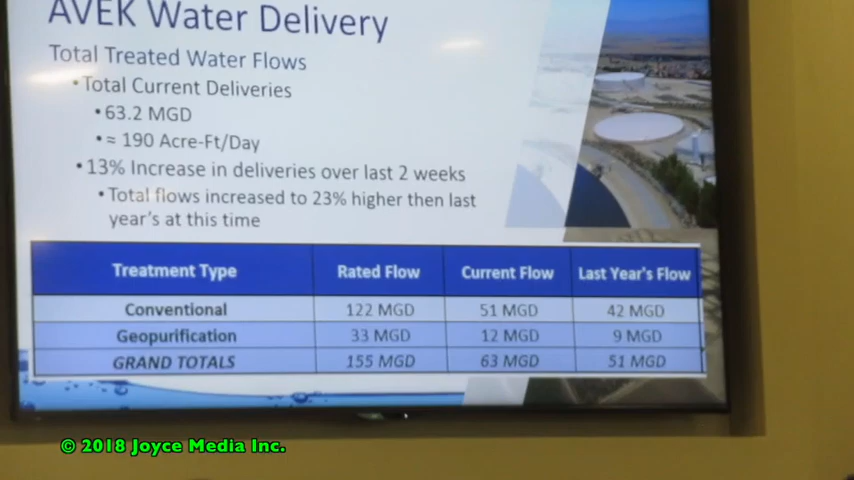 AVEK Water Delivery
Total Treated Water Flows
•Total Current Deliveries
•63.2 MGD
•≈ 190 Acre-Ft/Day
•13% Increase in deliveries over last 2 weeks
•Total flows increased to 23% higher then last
year's at this time
Treatment Type Rated Flow Current Flow Last Year's Flow
Conventional 122 MGD 51 MGD 42 MGD
Geopurification 33 MGD 12 MGD 9 MGD
GRAND TOTALS 155 MGD 63 MGD 51 MGD
© 2018 Joyce Media Inc.